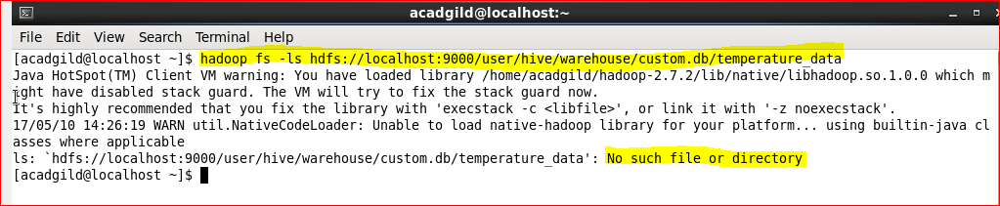 acadgild@localhost:~
File Edit View Search Terminal Help
[acadgild@localhost ~]$ hadoop fs -ls hdfs://localhost:9000/user/hive/warehouse/custom.db/temperature_data
Java HotSpot(TM) Client VM warning: You have loaded library /home/acadgild/hadoop-2.7.2/lib/native/libhadoop.so.1.0.0 which m
ight have disabled stack guard. The VM will try to fix the stack guard now.
It's highly recommended that you fix the library with 'execstack -c <libfile>', or link it with '-z noexecstack'.
17/05/10 14:26:19 WARN util.NativeCodeLoader: Unable to load native-hadoop library for your platform... using builtin-java cl
asses where applicable
ls: `hdfs://localhost:9000/user/hive/warehouse/custom.db/temperature_data': No such file or directory
[acadgild@localhost ~]$